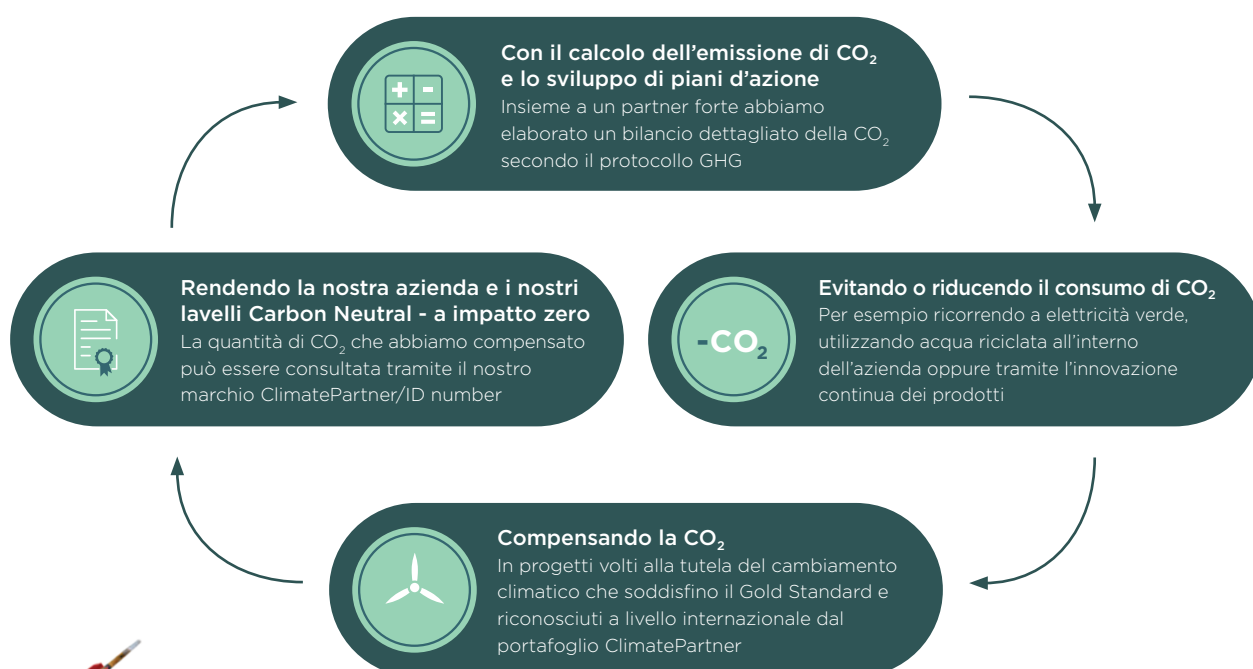 Con il calcolo dell'emissione di CO₂
e lo sviluppo di piani d'azione
Insieme a un partner forte abbiamo
elaborato un bilancio dettagliato della CO₂
secondo il protocollo GHG
Rendendo la nostra azienda e i nostri
lavelli Carbon Neutral - a impatto zero
La quantità di CO₂ che abbiamo compensato
può essere consultata tramite il nostro
marchio ClimatePartner/ID number
-CO₂
Evitando o riducendo il consumo di CO₂
Per esempio ricorrendo a elettricità verde,
utilizzando acqua riciclata all'interno
dell'azienda oppure tramite l'innovazione
continua dei prodotti
Compensando la CO₂
In progetti volti alla tutela del cambiamento
climatico che soddisfino il Gold Standard e
riconosciuti a livello internazionale dal
portafoglio ClimatePartner